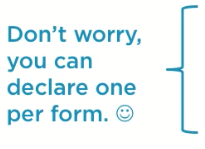 Don't worry,
you can
declare one
per form. ☺